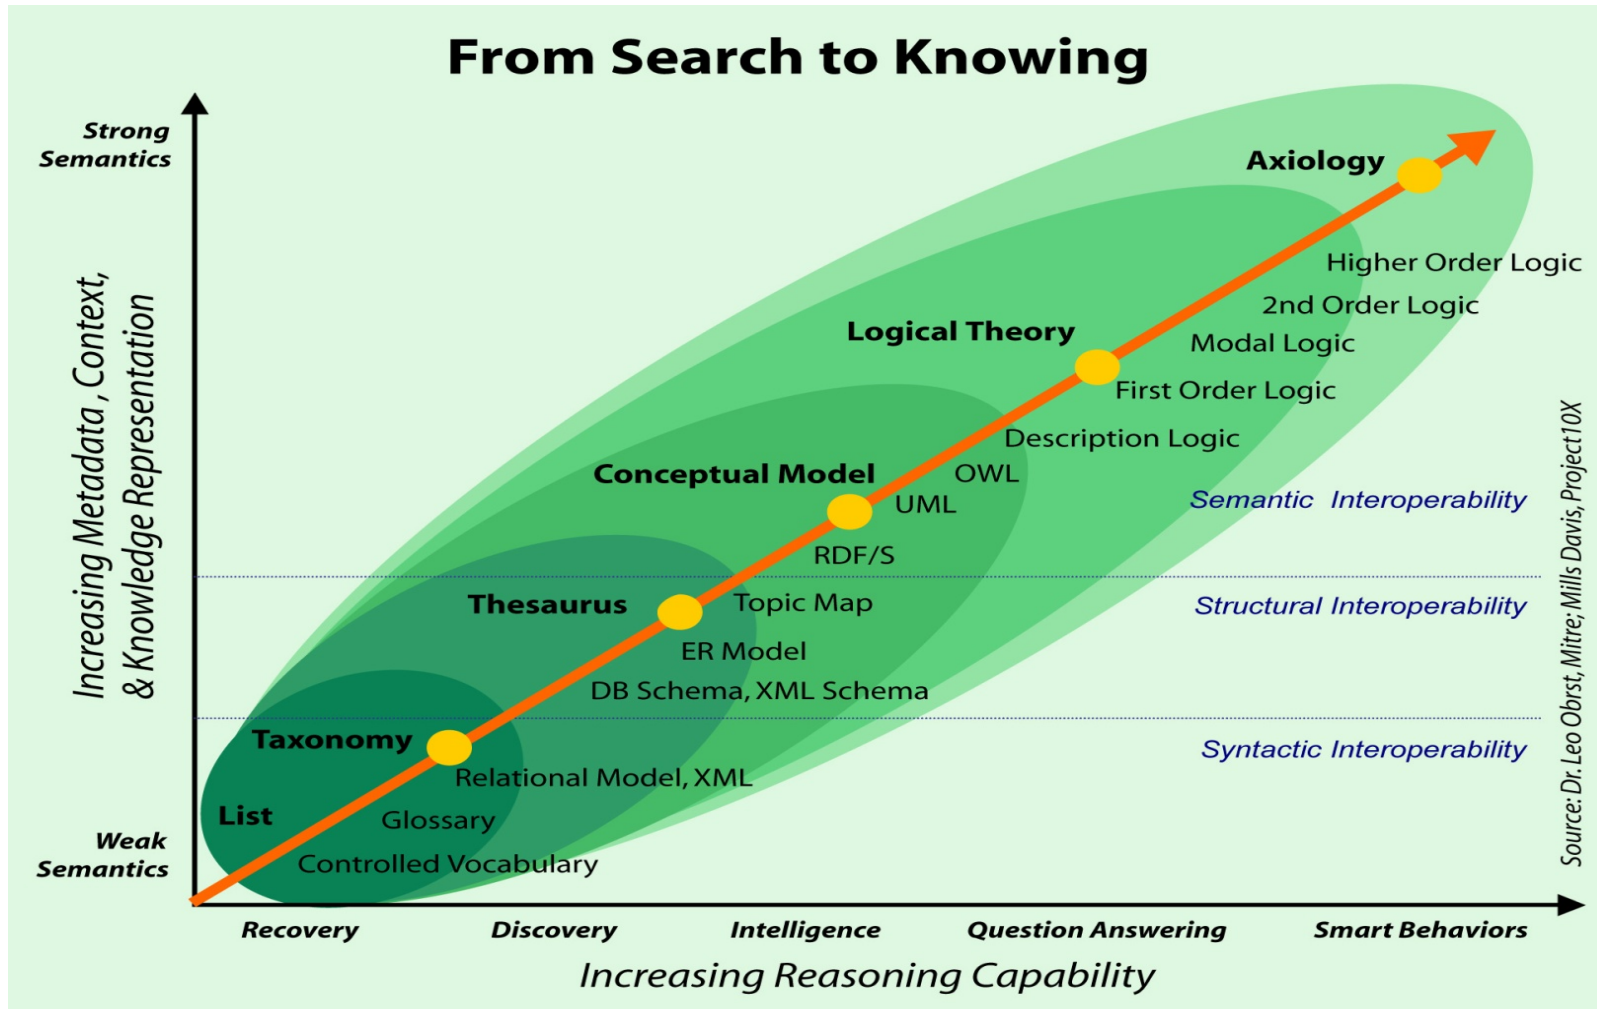 From Search to Knowing
Strong
Semantics
Increasing Metadata, Context,
& Knowledge Representation
Weak
Semantics
Axiology
Higher Order Logic
2nd Order Logic
Logical Theory
Modal Logic
First Order Logic
Description Logic
Conceptual Model
OWL
UML
Semantic Interoperability
RDF/S
Thesaurus
Topic Map
Structural Interoperability
ER Model
DB Schema, XML Schema
Taxonomy
Syntactic Interoperability
Relational Model, XML
List
Glossary
Controlled Vocabulary
Recovery
Discovery
Intelligence
Question Answering
Smart Behaviors
Increasing Reasoning Capability
Source: Dr. Leo Obrst, Mitre; Mills Davis, Project10X